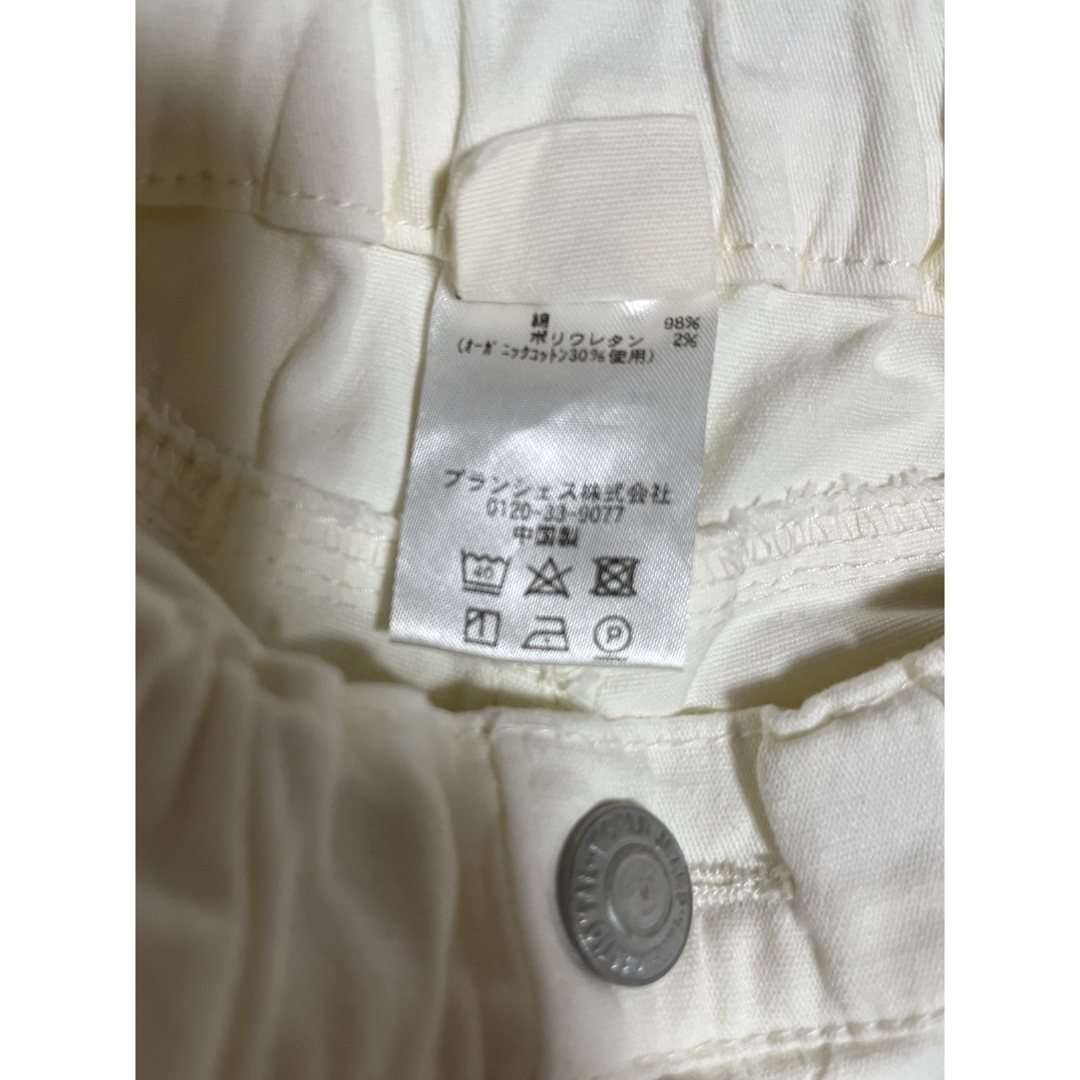 綿 98%
ポリウレタン 2%
(オーガニックコットン30%使用)
ブランシェス株式会社
0120-33-9077
中国製
40
P